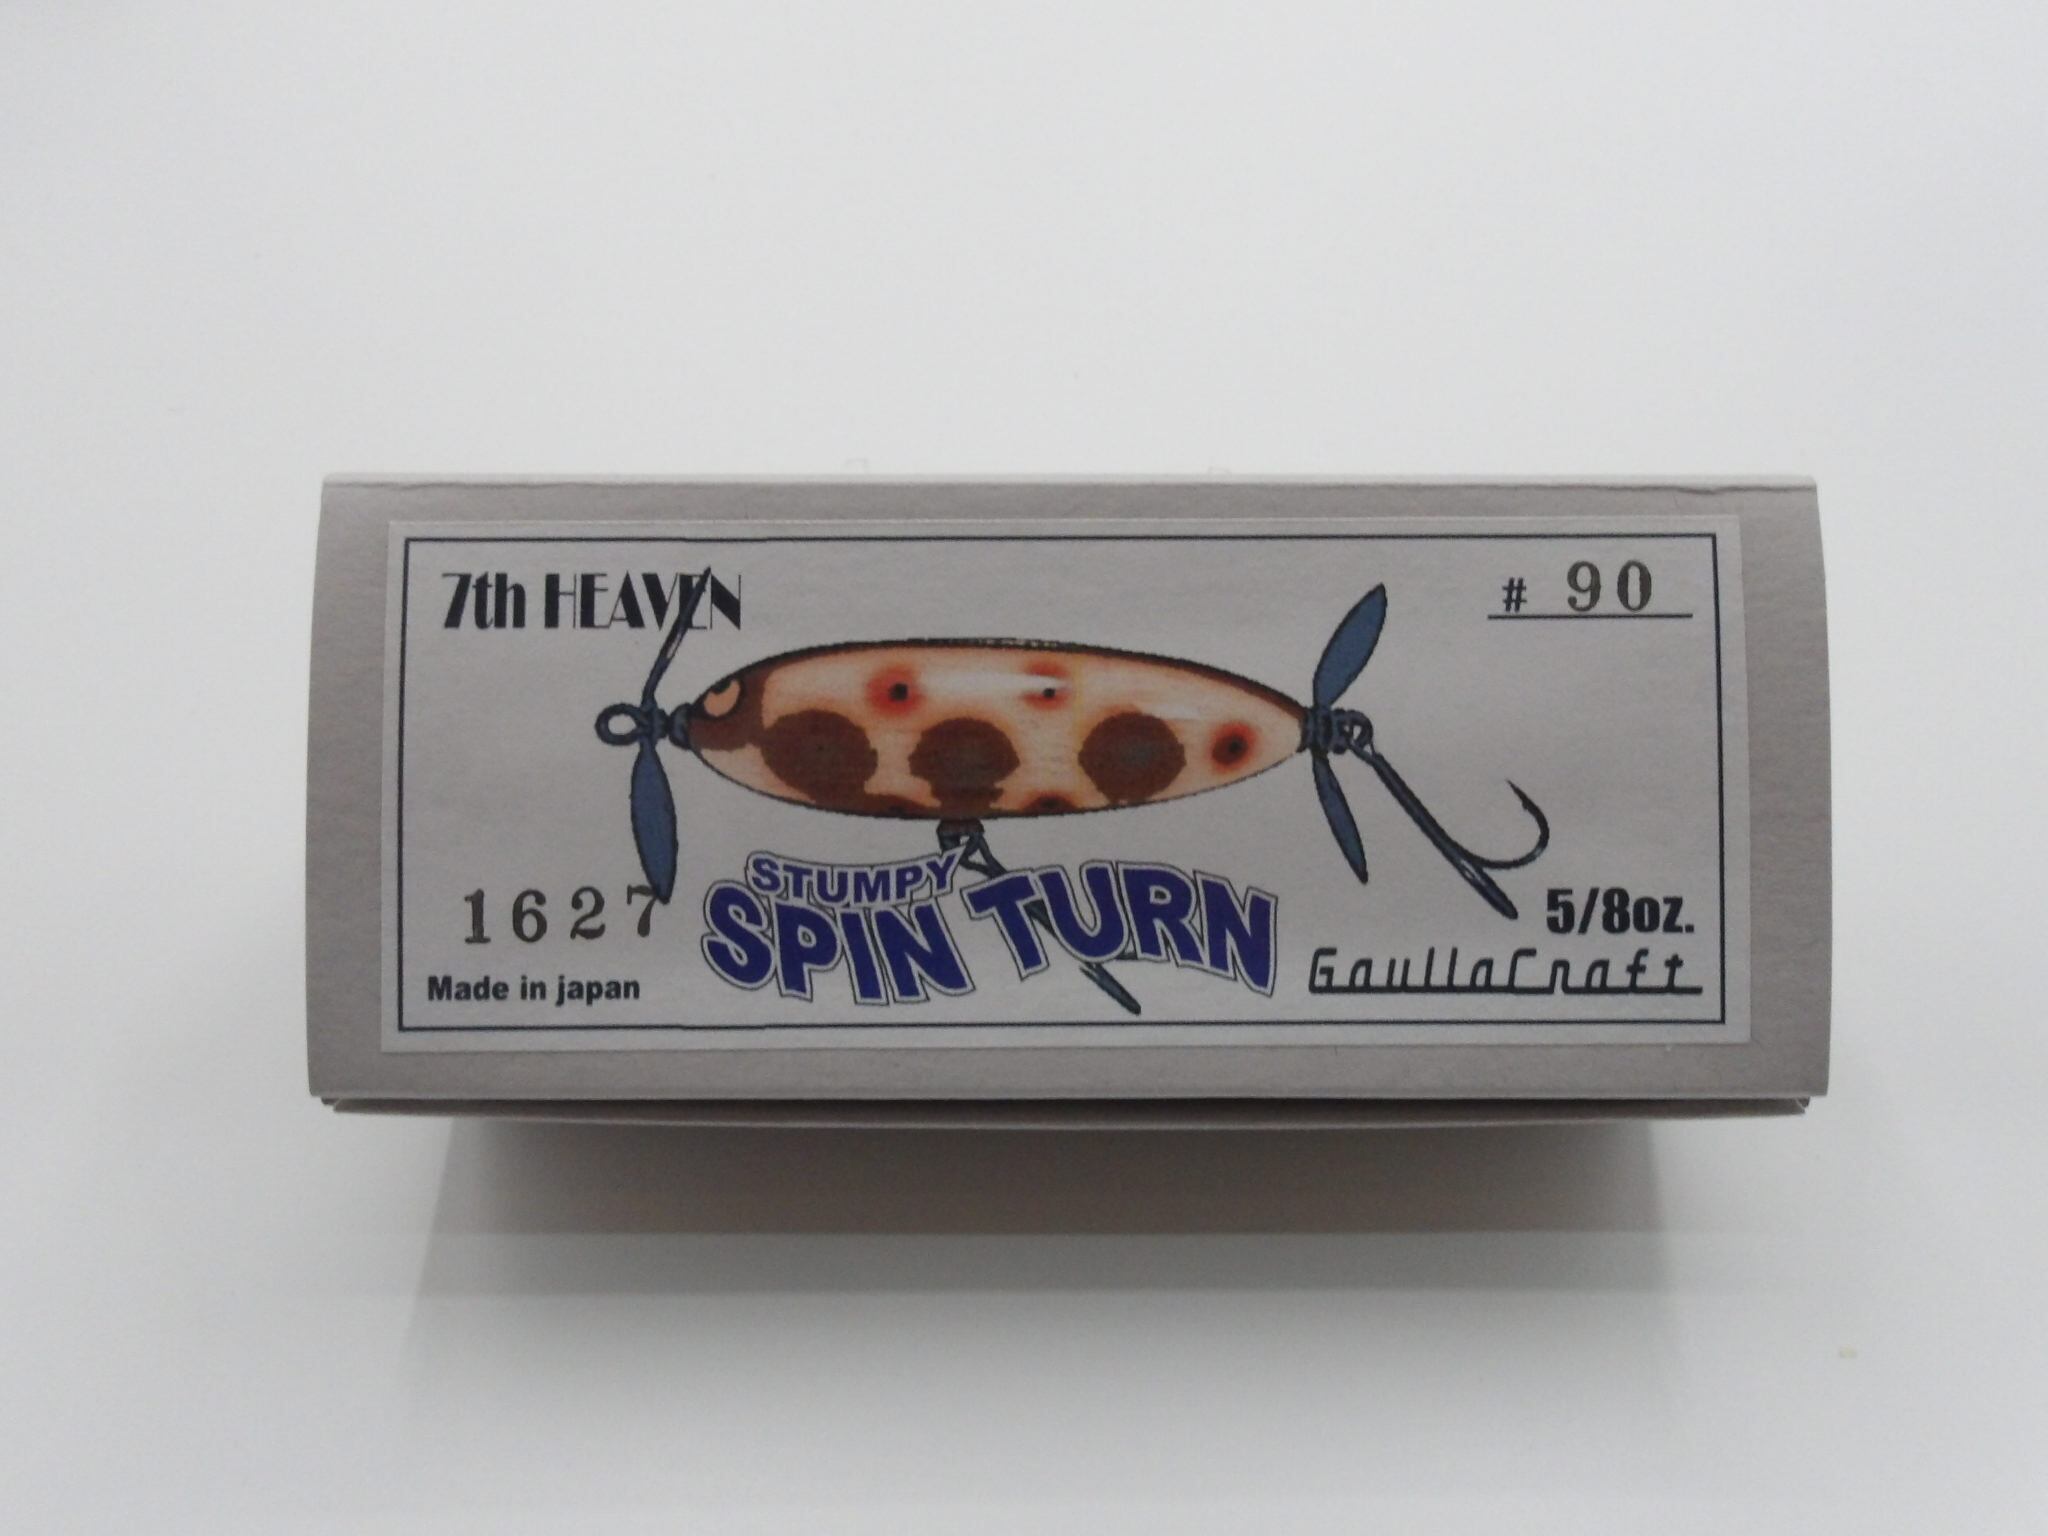 7th HEAVEN
# 90
1627
STUMPY
SPIN TURN
5/8oz.
Made in japan
GaullaCraft